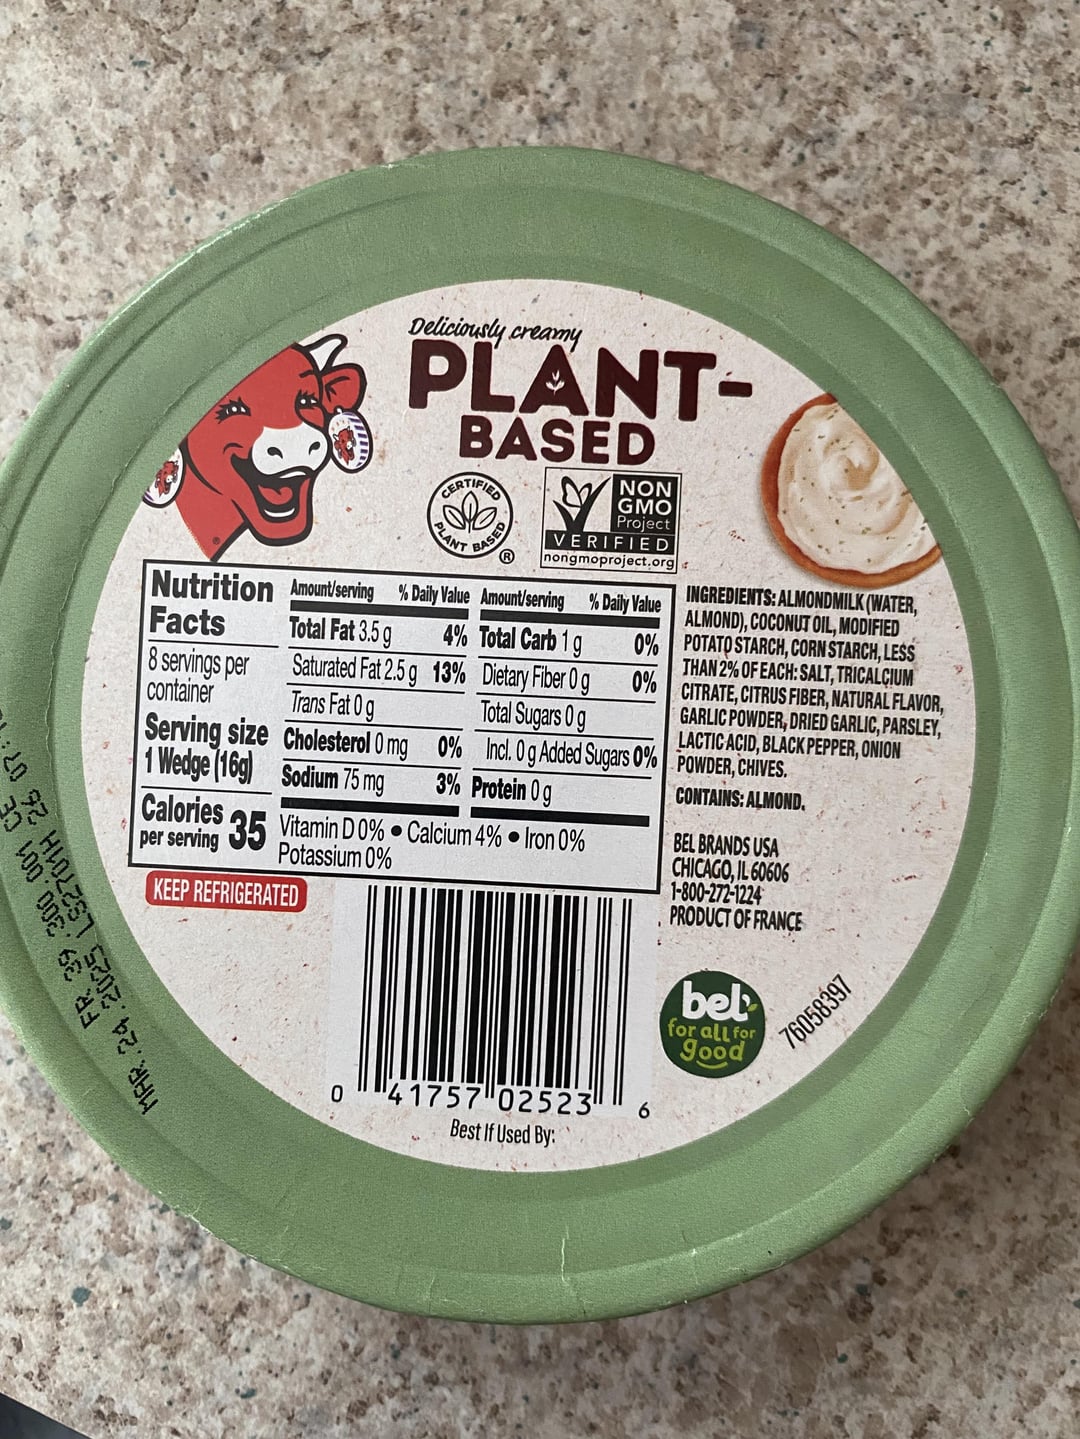 Deliciously creamy
PLANT-
BASED
CERTIFIED
PLANT BASED
®
NON
GMO
Project
VERIFIED
nongmoproject.org
Nutrition
Facts
8 servings per
container
Serving size
1 Wedge (16g)
Calories
per serving 35
Amount/serving % Daily Value
Total Fat 3.5 g 4%
Saturated Fat 2.5 g 13%
Trans Fat 0 g
Cholesterol 0 mg 0%
Sodium 75 mg 3%
Amount/serving % Daily Value
Total Carb 1 g 0%
Dietary Fiber 0 g 0%
Total Sugars 0 g
Incl. 0 g Added Sugars 0%
Protein 0 g
Vitamin D 0% • Calcium 4% • Iron 0%
Potassium 0%
INGREDIENTS: ALMONDMILK (WATER,
ALMOND), COCONUT OIL, MODIFIED
POTATO STARCH, CORN STARCH, LESS
THAN 2% OF EACH: SALT, TRICALCIUM
CITRATE, CITRUS FIBER, NATURAL FLAVOR,
GARLIC POWDER, DRIED GARLIC, PARSLEY,
LACTIC ACID, BLACK PEPPER, ONION
POWDER, CHIVES.
CONTAINS: ALMOND.
BEL BRANDS USA
CHICAGO, IL 60606
1-800-272-1224
PRODUCT OF FRANCE
KEEP REFRIGERATED
0 41757 02523 6
Best If Used By:
bel
for all for
good
76058397
FR. 39.300.001 CE
MAR. 24.2025 LS2701H